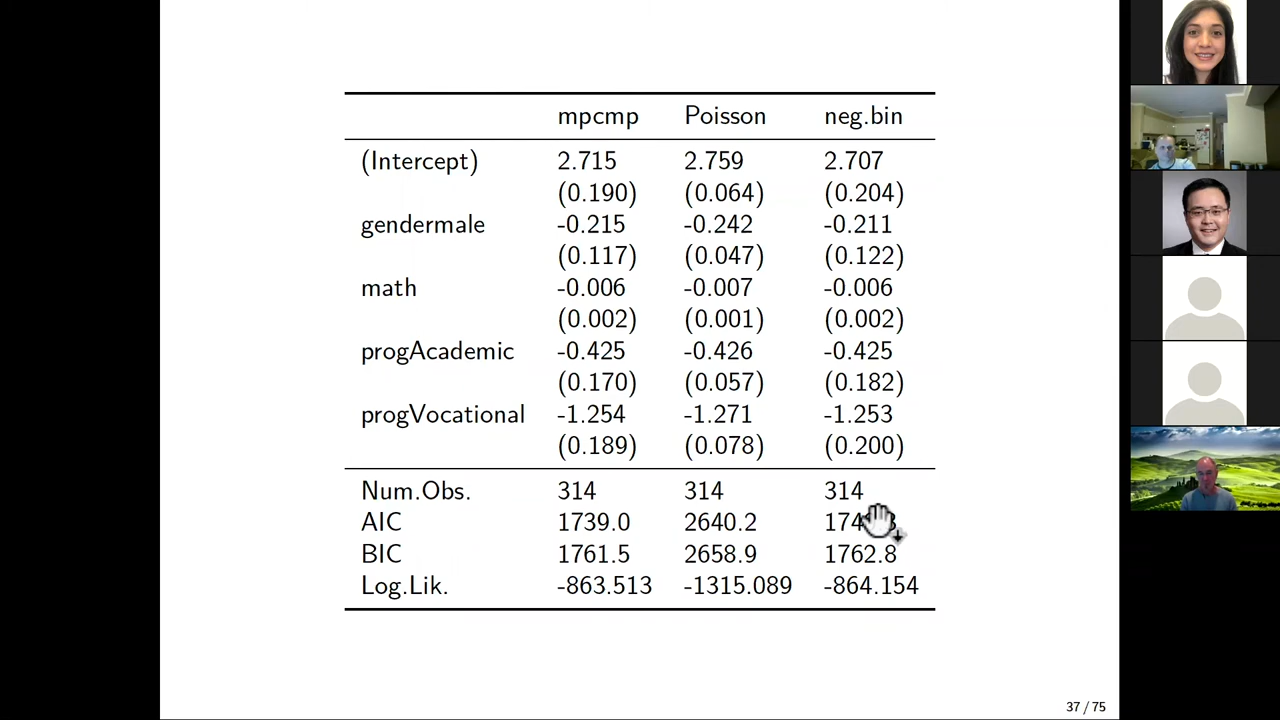 mpcmp Poisson neg.bin
(Intercept) 2.715 2.759 2.707
(0.190) (0.064) (0.204)
gendermale -0.215 -0.242 -0.211
(0.117) (0.047) (0.122)
math -0.006 -0.007 -0.006
(0.002) (0.001) (0.002)
progAcademic -0.425 -0.426 -0.425
(0.170) (0.057) (0.182)
progVocational -1.254 -1.271 -1.253
(0.189) (0.078) (0.200)
Num.Obs. 314 314 314
AIC 1739.0 2640.2
BIC 1761.5 2658.9 1762.8
Log.Lik. -863.513 -1315.089 -864.154
37 / 75